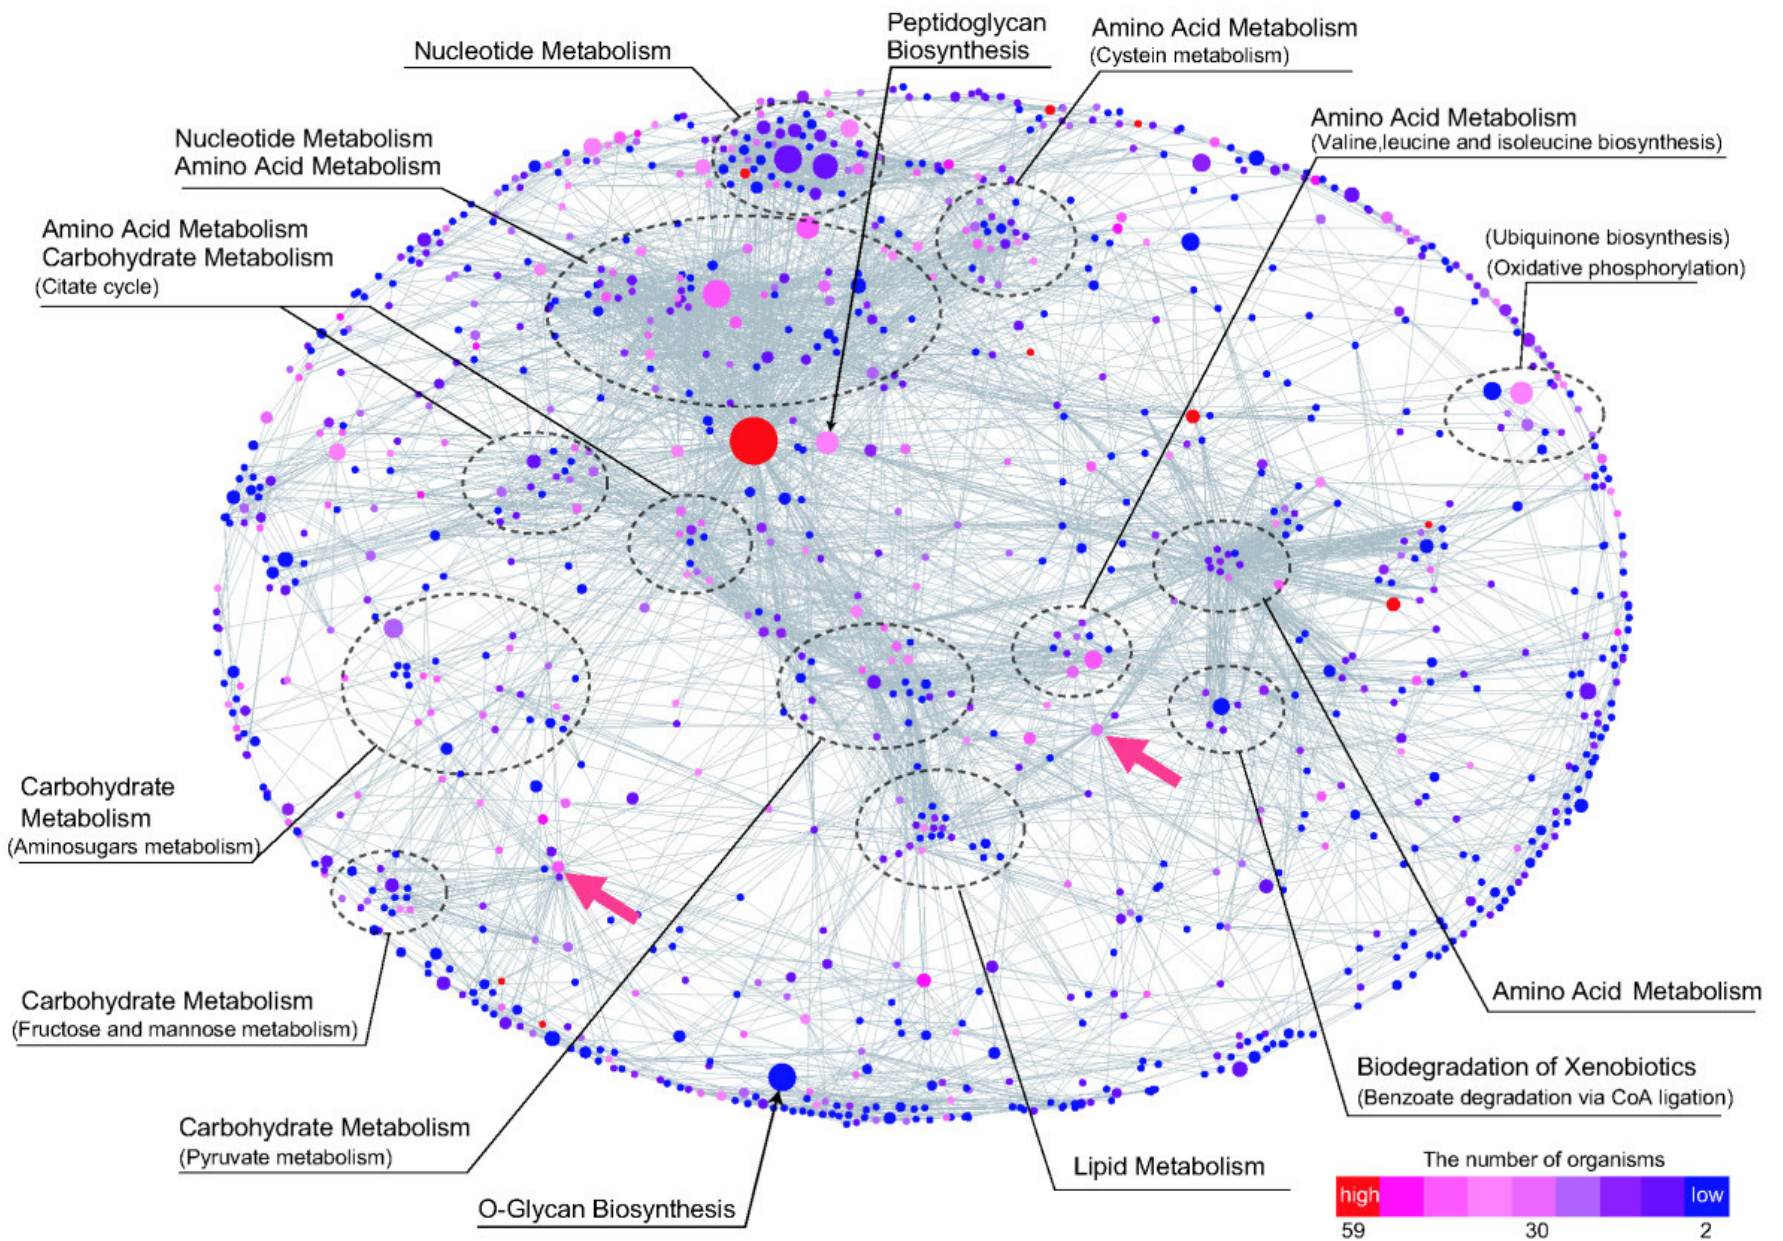 Nucleotide Metabolism
Peptidoglycan
Biosynthesis
Amino Acid Metabolism
(Cystein metabolism)
Nucleotide Metabolism
Amino Acid Metabolism
Amino Acid Metabolism
(Valine,leucine and isoleucine biosynthesis)
Amino Acid Metabolism
Carbohydrate Metabolism
(Citate cycle)
(Ubiquinone biosynthesis)
(Oxidative phosphorylation)
Carbohydrate
Metabolism
(Aminosugars metabolism)
Carbohydrate Metabolism
(Fructose and mannose metabolism)
Amino Acid Metabolism
Biodegradation of Xenobiotics
(Benzoate degradation via CoA ligation)
Carbohydrate Metabolism
(Pyruvate metabolism)
Lipid Metabolism
O-Glycan Biosynthesis
The number of organisms
high low
59 30 2